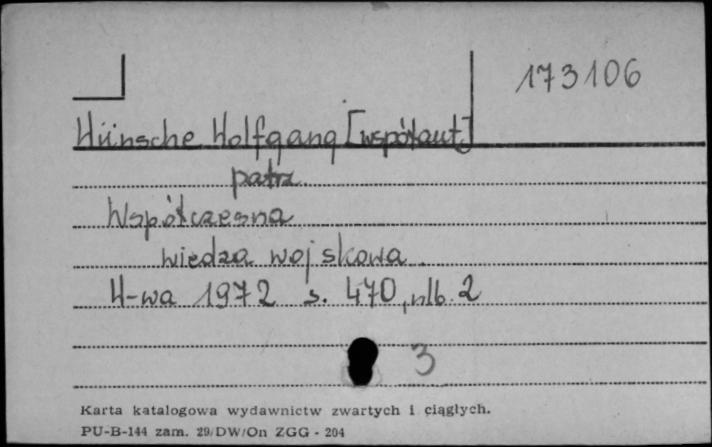 173106
Wünsche Wolfgang [współaut.]
patrz
Współczesna
wiedza wojskowa.
W-wa 1972 s. 470, nlb. 2
3
Karta katalogowa wydawnictw zwartych i ciągłych.
PU-B-144 zam. 29/DW/On ZGG - 204